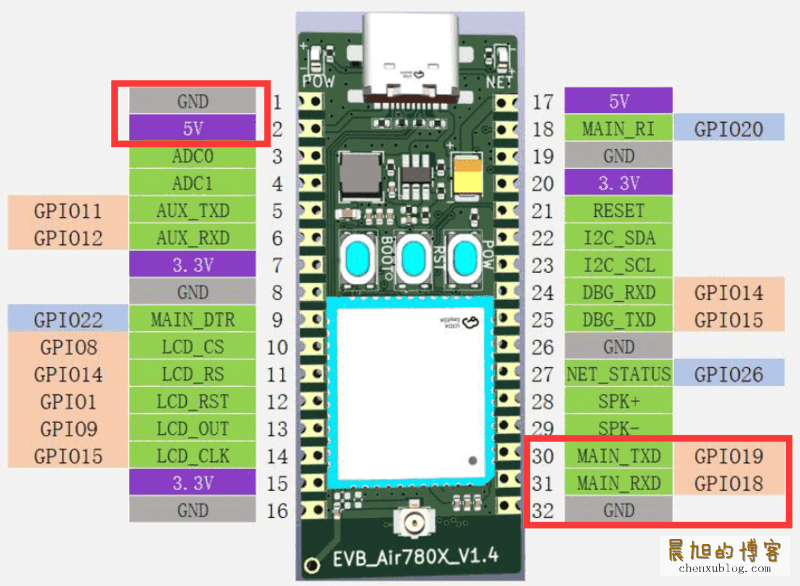 POW
NET
GND 1
5V 2
ADC0 3
ADC1 4
GPIO11 AUX_TXD 5
GPIO12 AUX_RXD 6
3.3V 7
GND 8
GPIO22 MAIN_DTR 9
GPIO8 LCD_CS 10
GPIO14 LCD_RS 11
GPIO1 LCD_RST 12
GPIO9 LCD_OUT 13
GPIO15 LCD_CLK 14
3.3V 15
GND 16
BOOT
RST
POW
17 5V
18 MAIN_RI GPIO20
19 GND
20 3.3V
21 RESET
22 I2C_SDA
23 I2C_SCL
24 DBG_RXD GPIO14
25 DBG_TXD GPIO15
26 GND
27 NET_STATUS GPIO26
28 SPK+
29 SPK-
30 MAIN_TXD GPIO19
31 MAIN_RXD GPIO18
32 GND
EVB_Air780X_V1.4
晨旭的博客
chenxublog.com